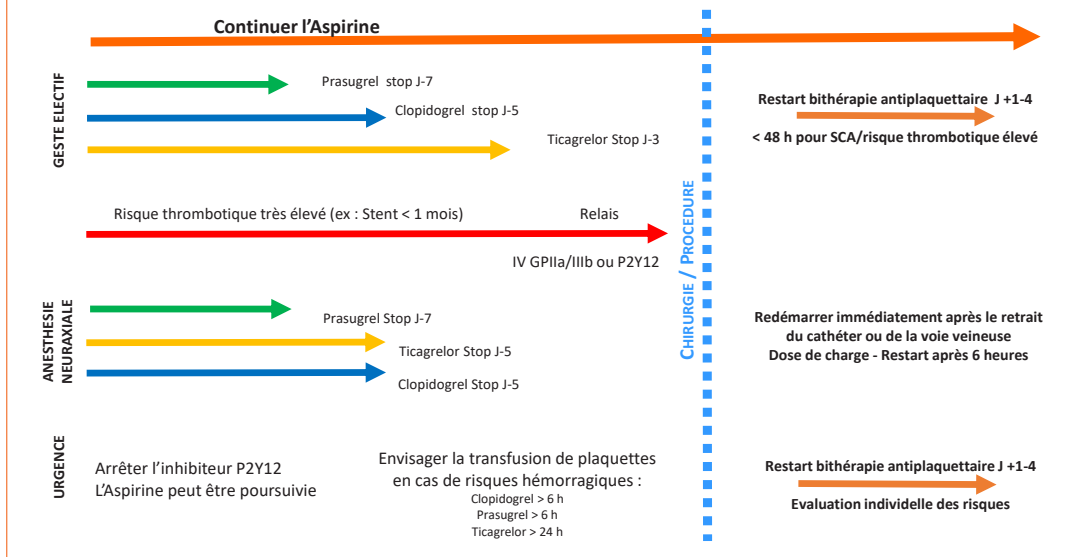 Continuer l’Aspirine
GESTE ELECTIF
Prasugrel stop J-7
Clopidogrel stop J-5
Ticagrelor Stop J-3
Restart bithérapie antiplaquettaire J +1-4
< 48 h pour SCA/risque thrombotique élevé
Risque thrombotique très élevé (ex : Stent < 1 mois)
Relais
IV GPIIa/IIIb ou P2Y12
CHIRURGIE / PROCEDURE
ANESTHESIE
NEURAXIALE
Prasugrel Stop J-7
Ticagrelor Stop J-5
Clopidogrel Stop J-5
Redémarrer immédiatement après le retrait
du cathéter ou de la voie veineuse
Dose de charge - Restart après 6 heures
URGENCE
Arrêter l’inhibiteur P2Y12
L’Aspirine peut être poursuivie
Envisager la transfusion de plaquettes
en cas de risques hémorragiques :
Clopidogrel > 6 h
Prasugrel > 6 h
Ticagrelor > 24 h
Restart bithérapie antiplaquettaire J +1-4
Evaluation individelle des risques